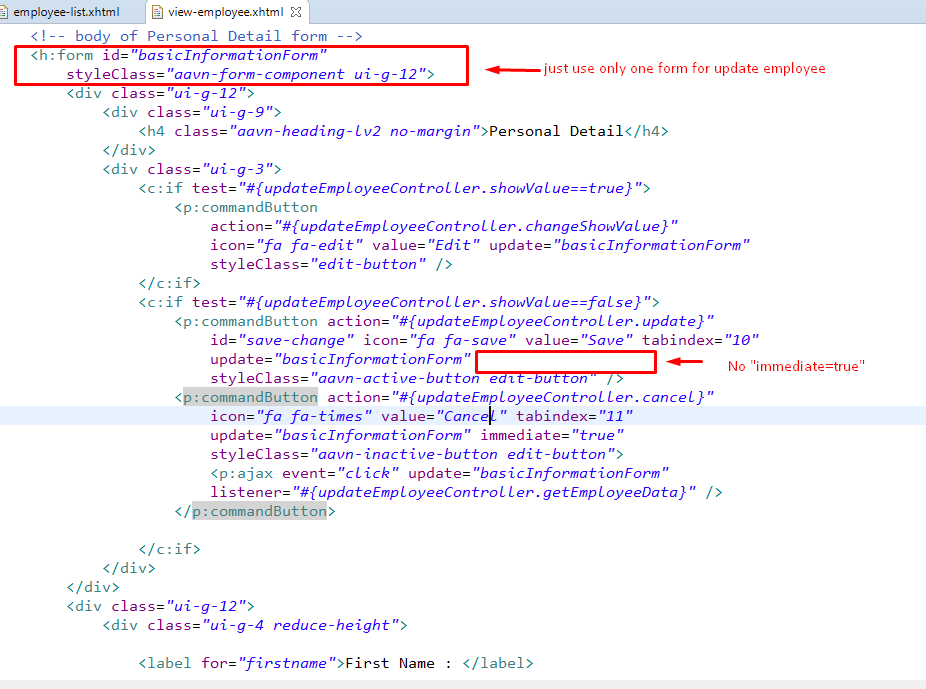 employee-list.xhtml view-employee.xhtml
<!-- body of Personal Detail form -->
<h:form id="basicInformationForm"
styleClass="aavn-form-component ui-g-12"> just use only one form for update employee
<div class="ui-g-12">
<div class="ui-g-9">
<h4 class="aavn-heading-lv2 no-margin">Personal Detail</h4>
</div>
<div class="ui-g-3">
<c:if test="#{updateEmployeeController.showValue==true}">
<p:commandButton
action="#{updateEmployeeController.changeShowValue}"
icon="fa fa-edit" value="Edit" update="basicInformationForm"
styleClass="edit-button" />
</c:if>
<c:if test="#{updateEmployeeController.showValue==false}">
<p:commandButton action="#{updateEmployeeController.update}"
id="save-change" icon="fa fa-save" value="Save" tabindex="10"
update="basicInformationForm" No "immediate=true"
styleClass="aavn-active-button edit-button" />
<p:commandButton action="#{updateEmployeeController.cancel}"
icon="fa fa-times" value="Cancel" tabindex="11"
update="basicInformationForm" immediate="true"
styleClass="aavn-inactive-button edit-button">
<p:ajax event="click" update="basicInformationForm"
listener="#{updateEmployeeController.getEmployeeData}" />
</p:commandButton>
</c:if>
</div>
</div>
<div class="ui-g-12">
<div class="ui-g-4 reduce-height">
<label for="firstname">First Name : </label>